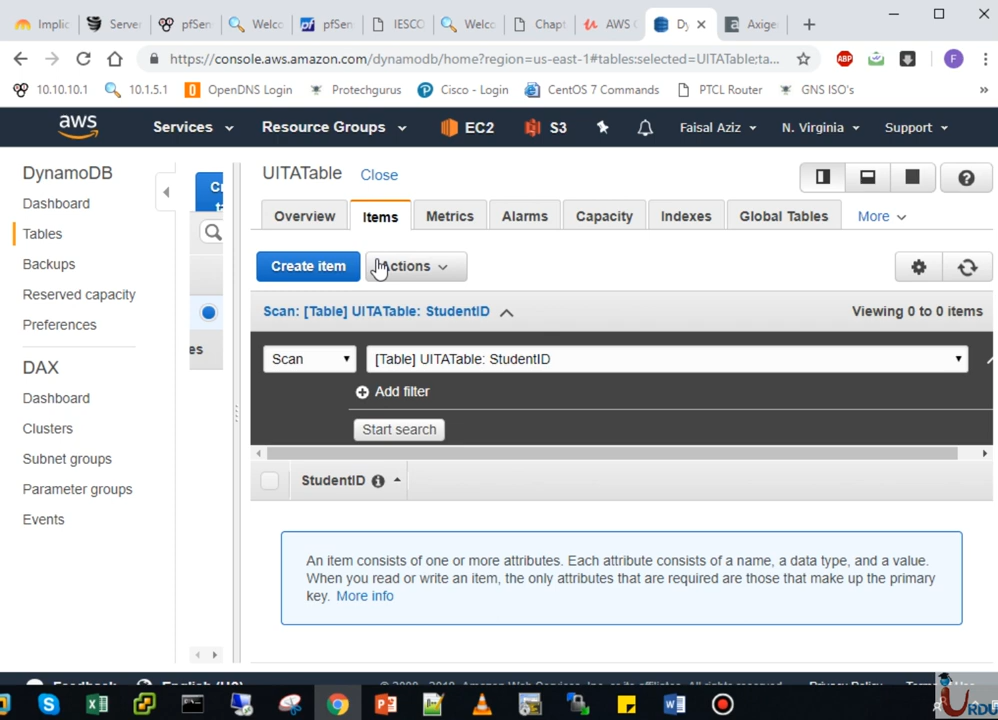 Implic
Server
pfSen
Welco
pfSen
IESCO
Welco
Chapt
AWS
Dy
Axige
https://console.aws.amazon.com/dynamodb/home?region=us-east-1#tables:selected=UITATable;ta...
ABP
F
10.10.10.1
10.1.5.1
OpenDNS Login
Protechgurus
Cisco - Login
CentOS 7 Commands
PTCL Router
GNS ISO's
»
aws
Services
Resource Groups
EC2
S3
Faisal Aziz
N. Virginia
Support
DynamoDB
Dashboard
Tables
Backups
Reserved capacity
Preferences
DAX
Dashboard
Clusters
Subnet groups
Parameter groups
Events
UITATable
Close
Overview
Items
Metrics
Alarms
Capacity
Indexes
Global Tables
More
Create item
Actions
Scan: [Table] UITATable: StudentID
Viewing 0 to 0 items
Scan
[Table] UITATable: StudentID
Add filter
Start search
StudentID
An item consists of one or more attributes. Each attribute consists of a name, a data type, and a value.
When you read or write an item, the only attributes that are required are those that make up the primary
key. More info
Feedback
English (US)
URDU